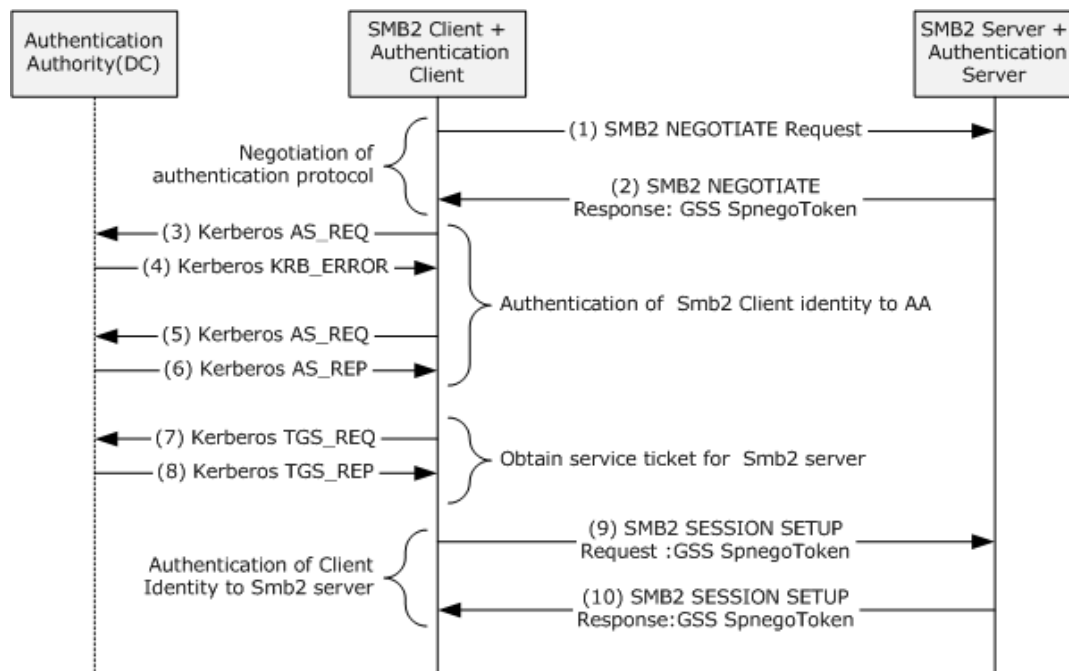 Authentication
Authority(DC)
SMB2 Client +
Authentication
Client
SMB2 Server +
Authentication
Server
(1) SMB2 NEGOTIATE Request
Negotiation of
authentication protocol
(2) SMB2 NEGOTIATE
Response: GSS SpnegoToken
(3) Kerberos AS_REQ
(4) Kerberos KRB_ERROR
Authentication of Smb2 Client identity to AA
(5) Kerberos AS_REQ
(6) Kerberos AS_REP
(7) Kerberos TGS_REQ
(8) Kerberos TGS_REP
Obtain service ticket for Smb2 server
(9) SMB2 SESSION SETUP
Request :GSS SpnegoToken
Authentication of Client
Identity to Smb2 server
(10) SMB2 SESSION SETUP
Response:GSS SpnegoToken